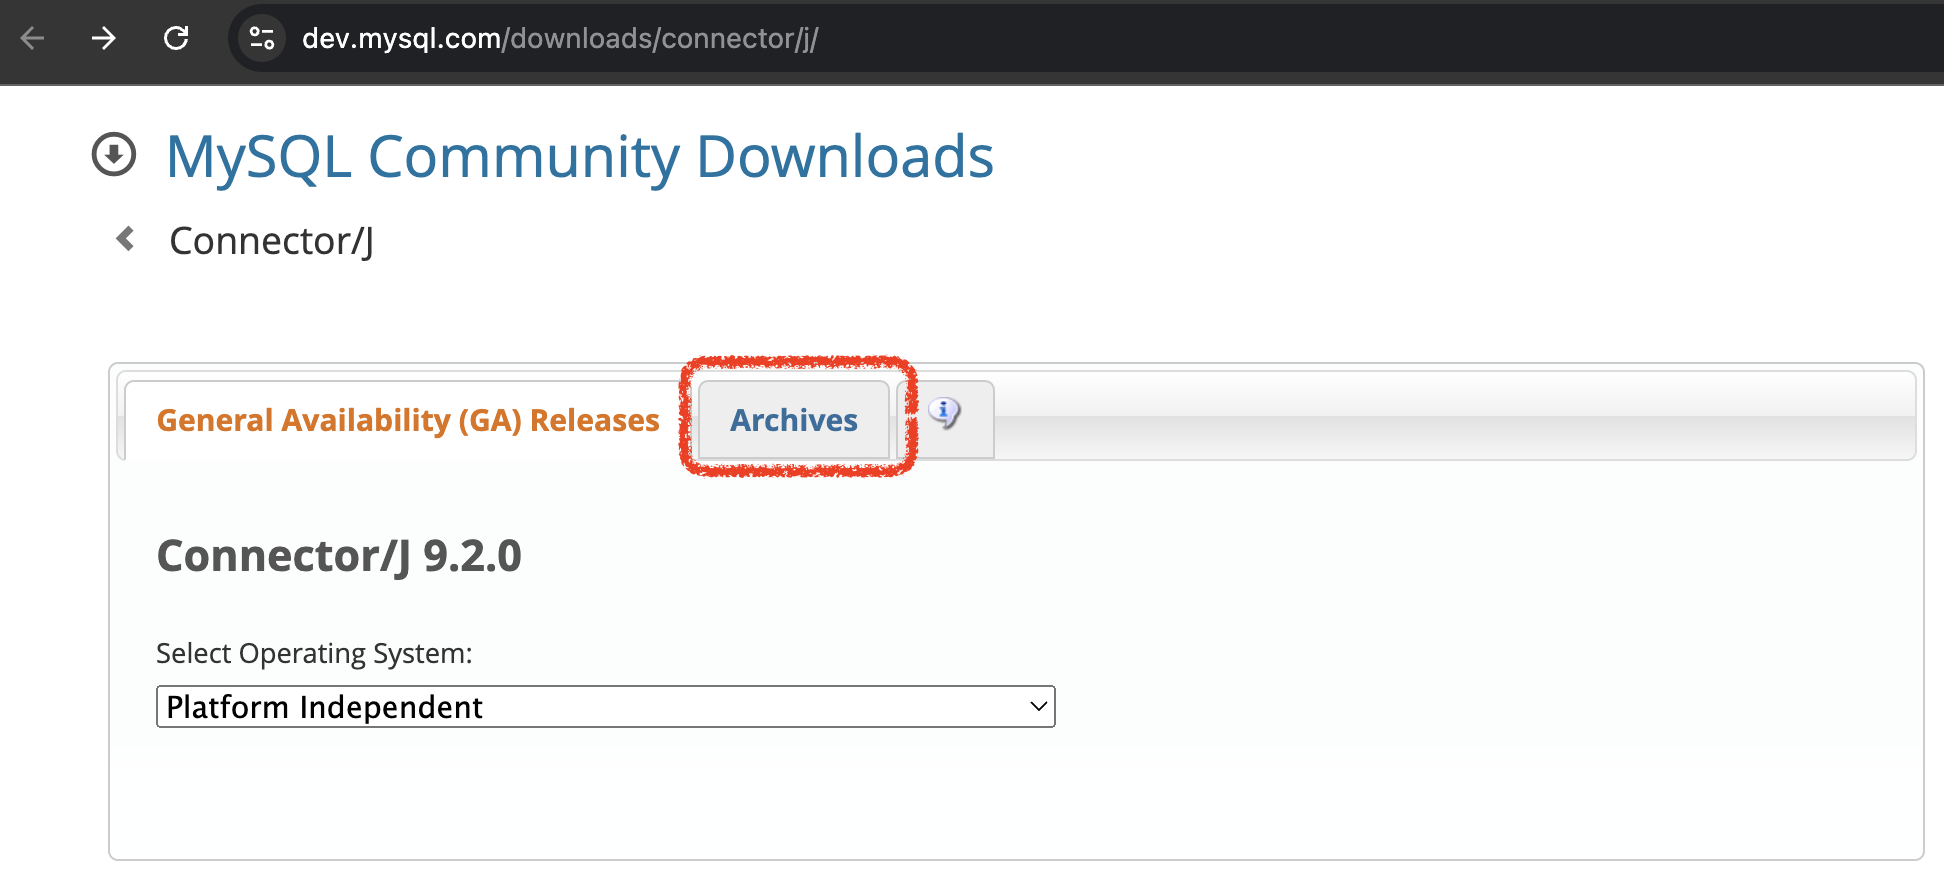 dev.mysql.com/downloads/connector/j/
MySQL Community Downloads
Connector/J
General Availability (GA) Releases
Archives
Connector/J 9.2.0
Select Operating System:
Platform Independent